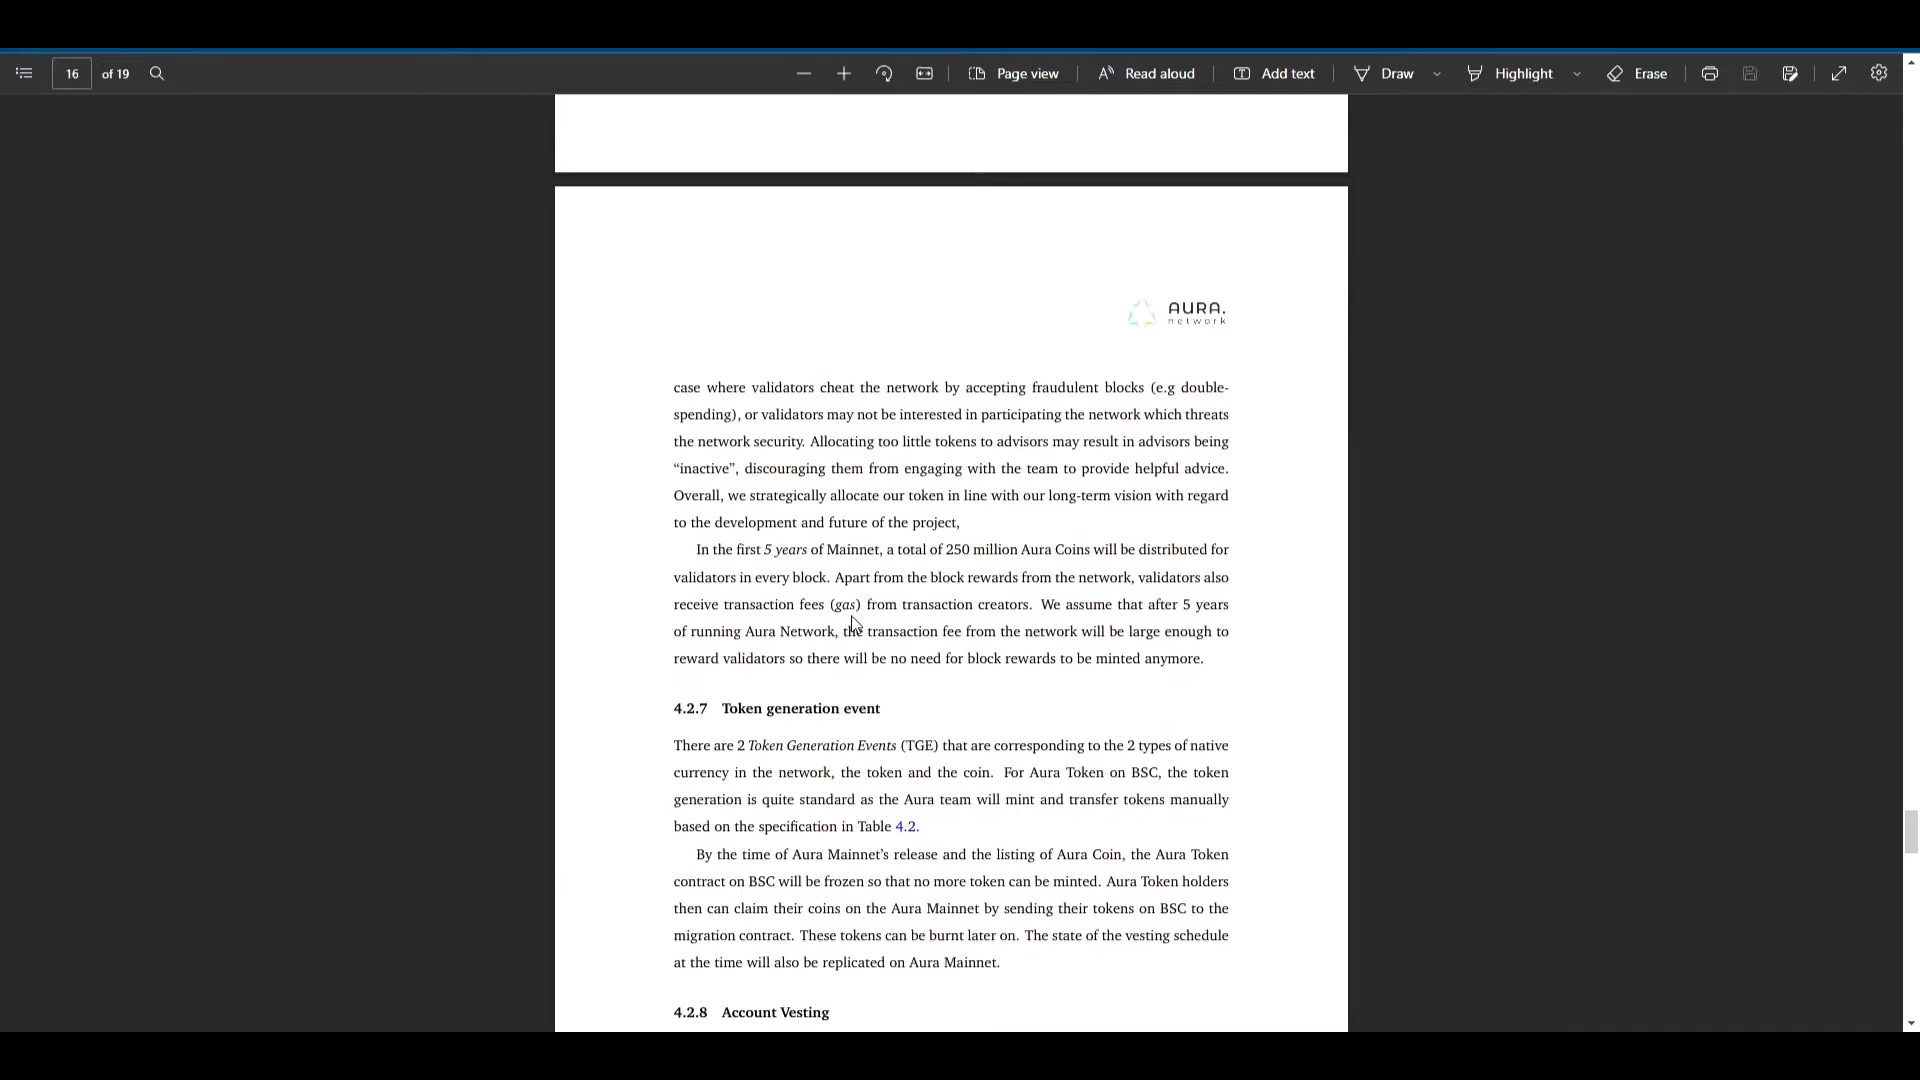 16 of 19 Page view Read aloud Add text Draw Highlight Erase
AURA.
network
case where validators cheat the network by accepting fraudulent blocks (e.g double-
spending), or validators may not be interested in participating the network which threats
the network security. Allocating too little tokens to advisors may result in advisors being
“inactive”, discouraging them from engaging with the team to provide helpful advice.
Overall, we strategically allocate our token in line with our long-term vision with regard
to the development and future of the project,
In the first 5 years of Mainnet, a total of 250 million Aura Coins will be distributed for
validators in every block. Apart from the block rewards from the network, validators also
receive transaction fees (gas) from transaction creators. We assume that after 5 years
of running Aura Network, the transaction fee from the network will be large enough to
reward validators so there will be no need for block rewards to be minted anymore.
4.2.7 Token generation event
There are 2 Token Generation Events (TGE) that are corresponding to the 2 types of native
currency in the network, the token and the coin. For Aura Token on BSC, the token
generation is quite standard as the Aura team will mint and transfer tokens manually
based on the specification in Table 4.2.
By the time of Aura Mainnet’s release and the listing of Aura Coin, the Aura Token
contract on BSC will be frozen so that no more token can be minted. Aura Token holders
then can claim their coins on the Aura Mainnet by sending their tokens on BSC to the
migration contract. These tokens can be burnt later on. The state of the vesting schedule
at the time will also be replicated on Aura Mainnet.
4.2.8 Account Vesting